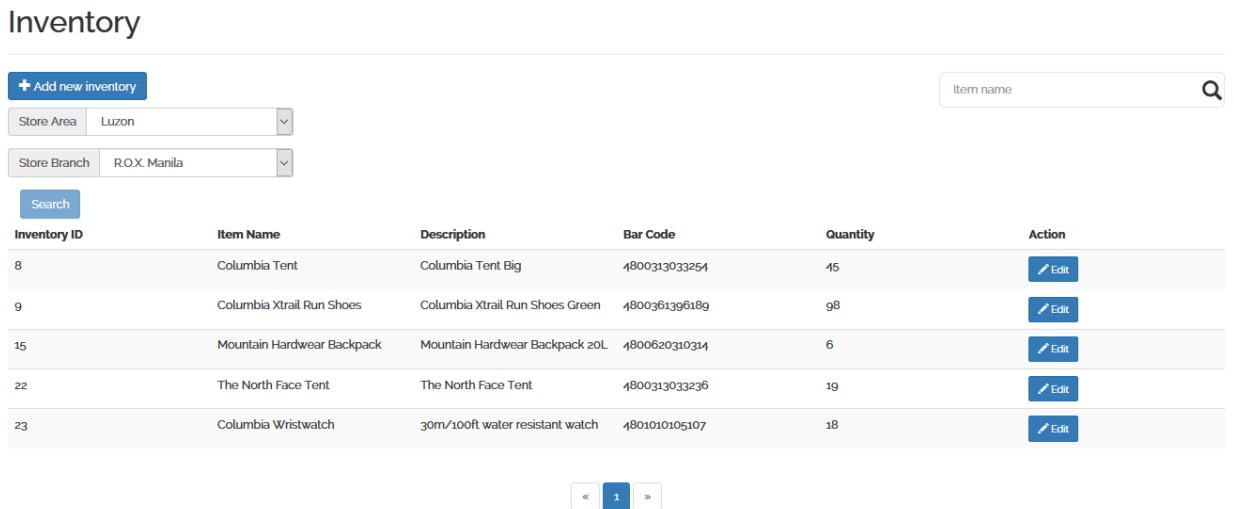 Inventory
Add new inventory
Item name
Store Area Luzon
Store Branch R.O.X. Manila
Search
Inventory ID Item Name Description Bar Code Quantity Action
8 Columbia Tent Columbia Tent Big 4800313033254 45 Edit
9 Columbia Xtrail Run Shoes Columbia Xtrail Run Shoes Green 4800361396189 98 Edit
15 Mountain Hardwear Backpack Mountain Hardwear Backpack 20L 4800620310314 6 Edit
22 The North Face Tent The North Face Tent 4800313033236 19 Edit
23 Columbia Wristwatch 30m/100ft water resistant watch 4801010105107 18 Edit
« 1 »